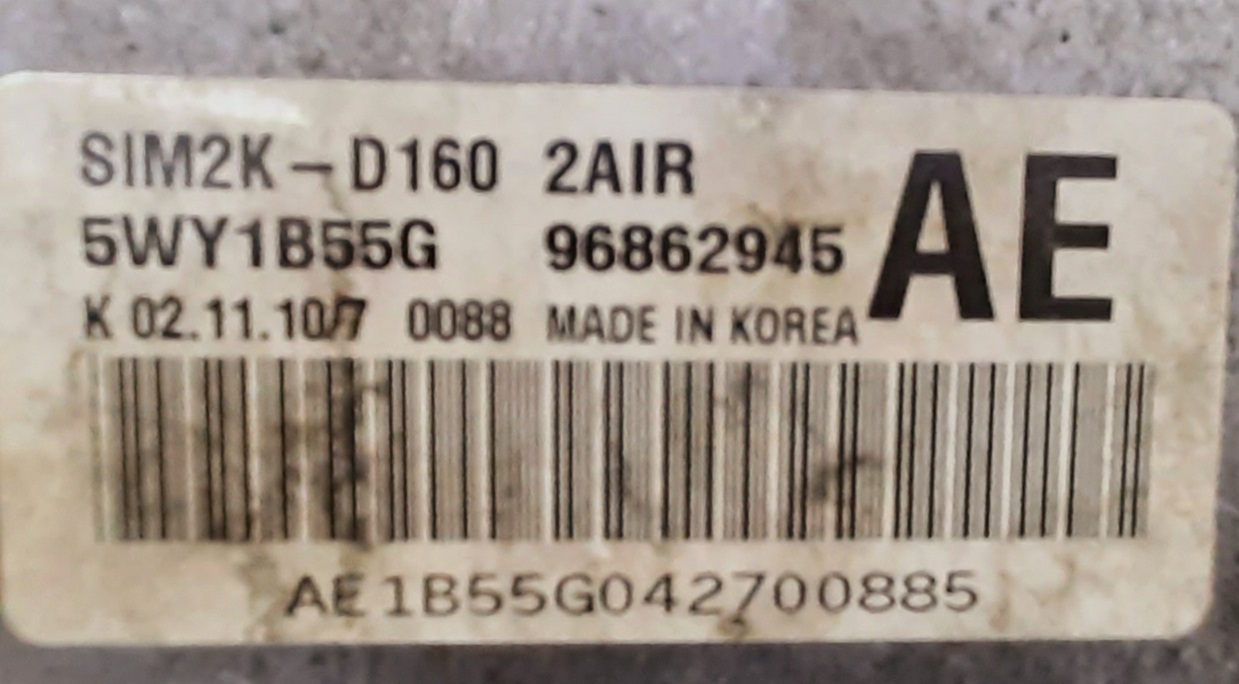 SIM2K-D160 2AIR AE
5WY1B55G 96862945
K 02.11.10/7 0088 MADE IN KOREA
AE1B55G042700885